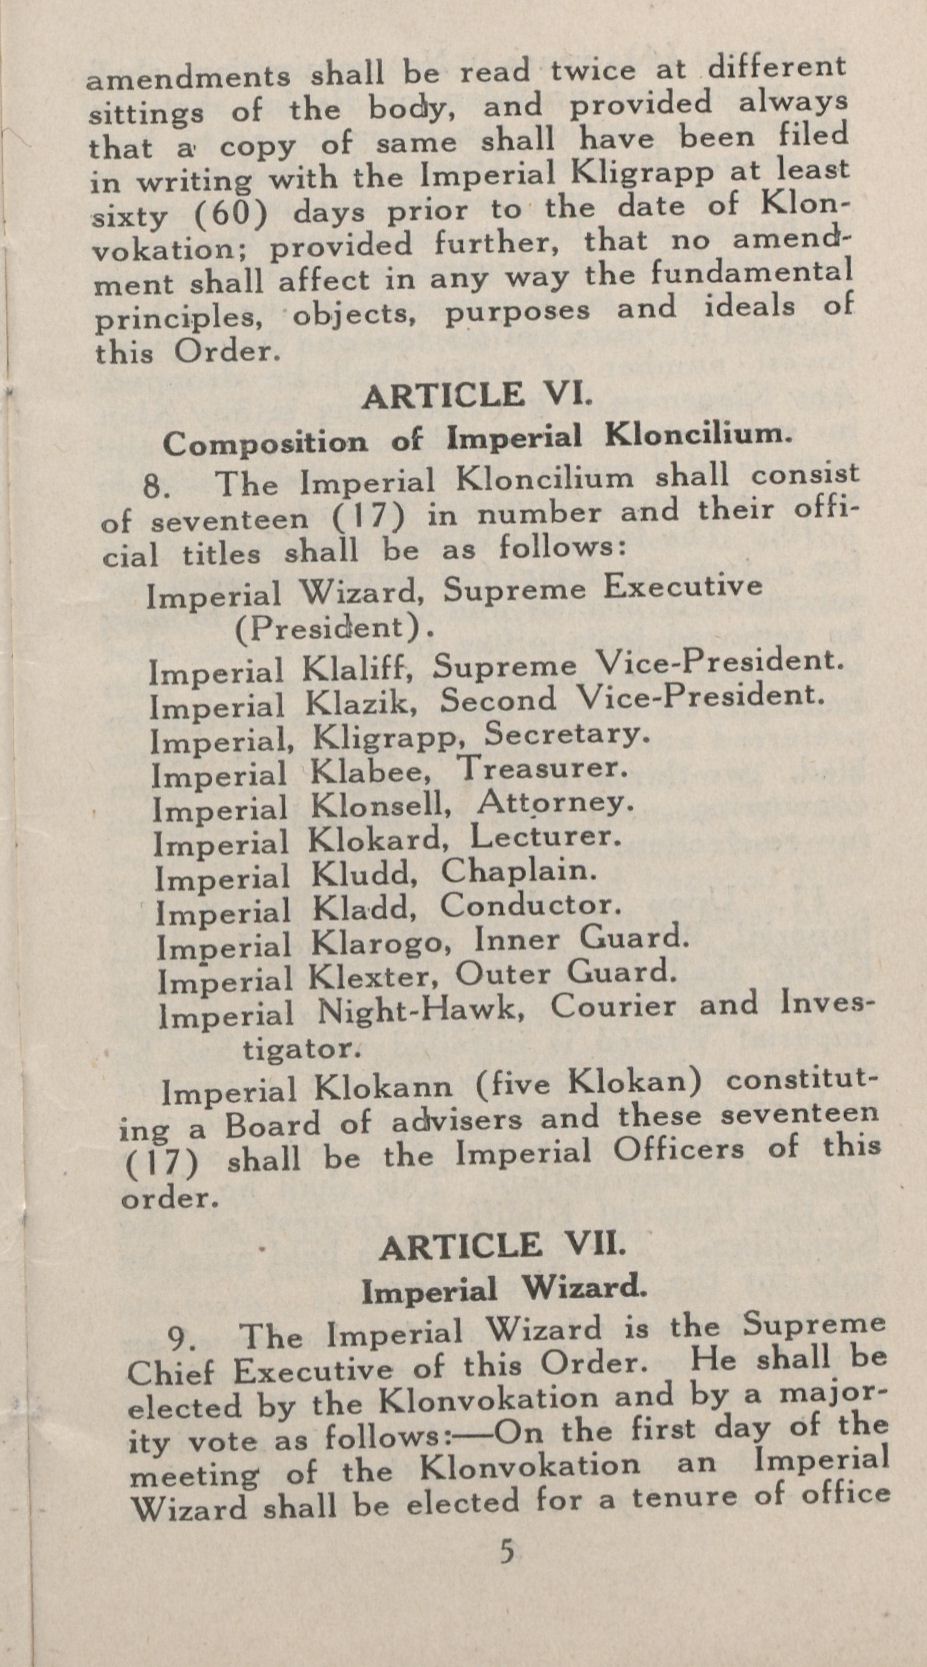 amendments shall be read twice at different
sittings of the body, and provided always
that a copy of same shall have been filed
in writing with the Imperial Kligrapp at least
sixty (60) days prior to the date of Klon-
vokation; provided further, that no amend-
ment shall affect in any way the fundamental
principles, objects, purposes and ideals of
this Order.
ARTICLE VI.
Composition of Imperial Kloncilium.
8. The Imperial Kloncilium shall consist
of seventeen (17) in number and their offi-
cial titles shall be as follows:
Imperial Wizard, Supreme Executive
(President).
Imperial Klaliff, Supreme Vice-President.
Imperial Klazik, Second Vice-President.
Imperial, Kligrapp, Secretary.
Imperial Klabee, Treasurer.
Imperial Klonsell, Attorney.
Imperial Klokard, Lecturer.
Imperial Kludd, Chaplain.
Imperial Kladd, Conductor.
Imperial Klarogo, Inner Guard.
Imperial Klexter, Outer Guard.
Imperial Night-Hawk, Courier and Inves-
tigator.
Imperial Klokann (five Klokan) constitut-
ing a Board of advisers and these seventeen
(17) shall be the Imperial Officers of this
order.
ARTICLE VII.
Imperial Wizard.
9. The Imperial Wizard is the Supreme
Chief Executive of this Order. He shall be
elected by the Klonvokation and by a major-
ity vote as follows:—On the first day of the
meeting of the Klonvokation an Imperial
Wizard shall be elected for a tenure of office
5